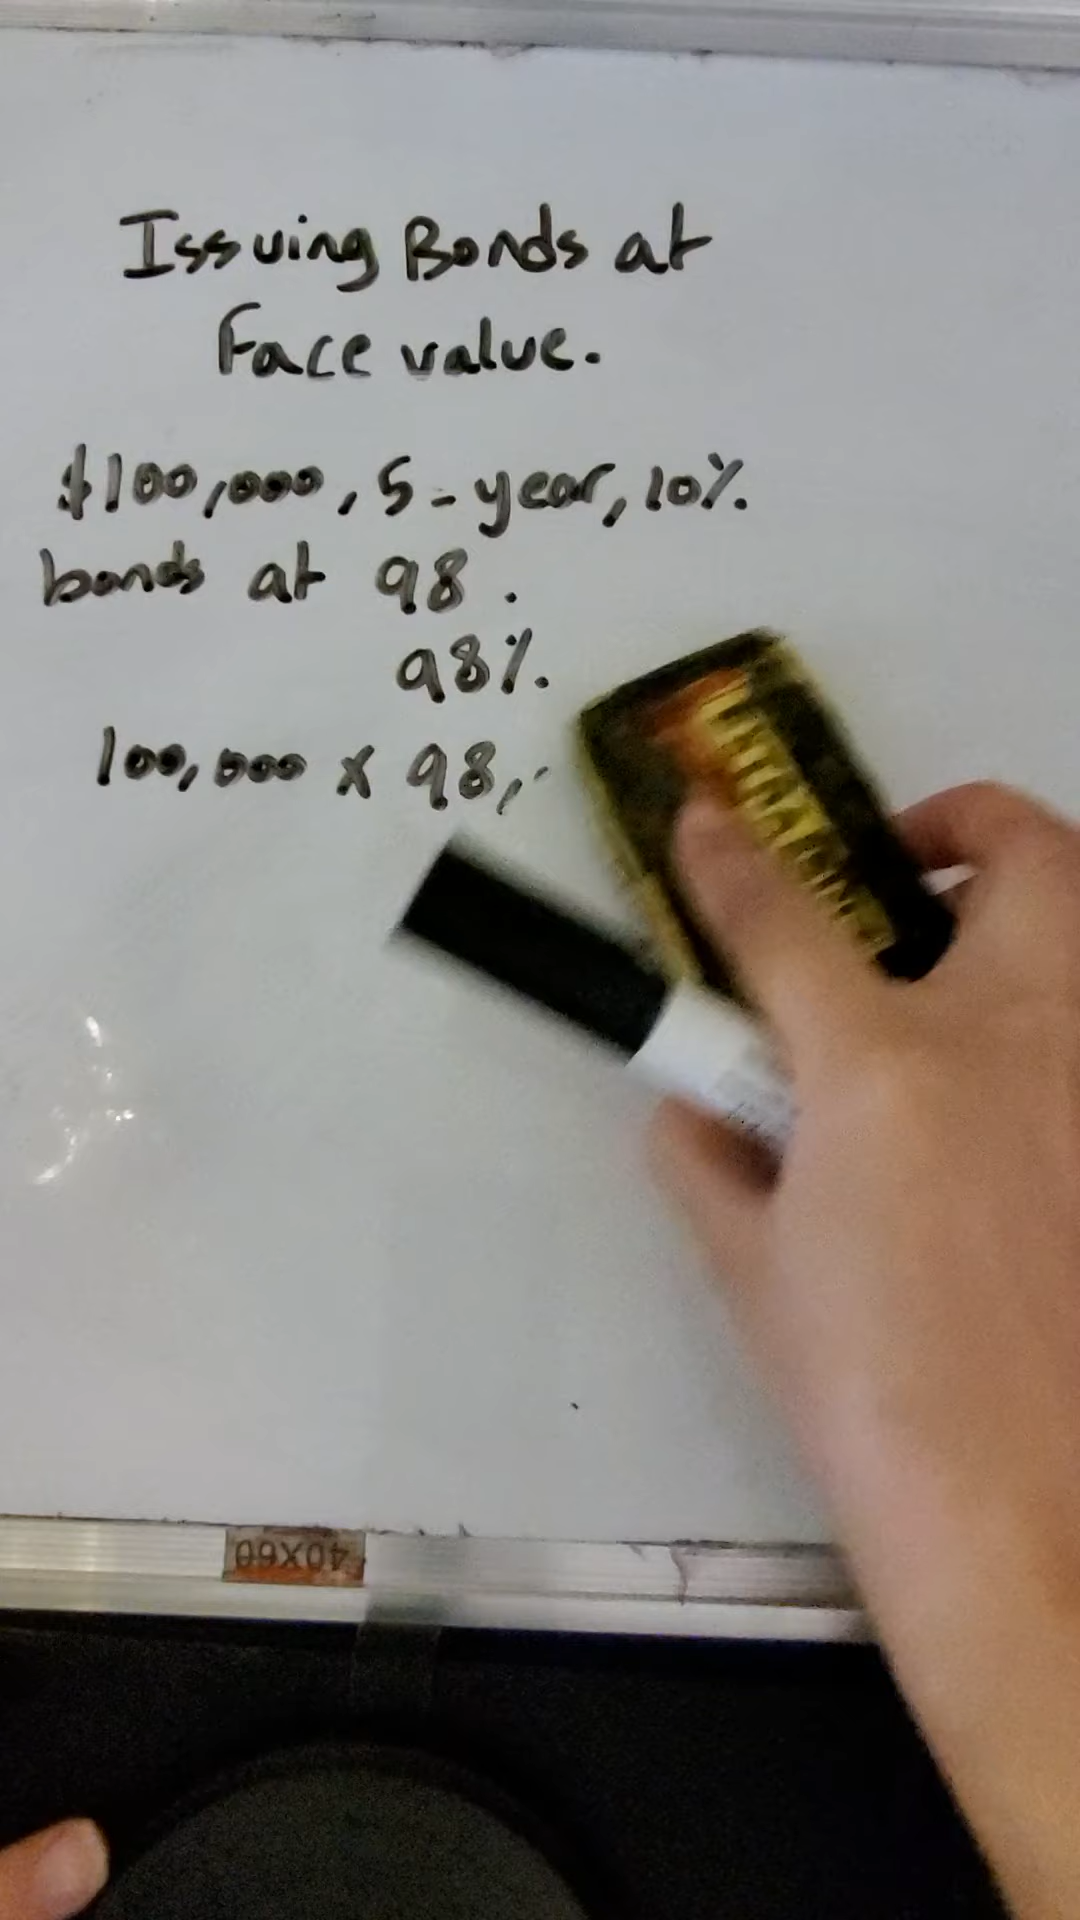 Issuing Bonds at
Face value.
$100,000, 5-year, 10%
bonds at 98.
98%.
100,000 x 98,
40X60